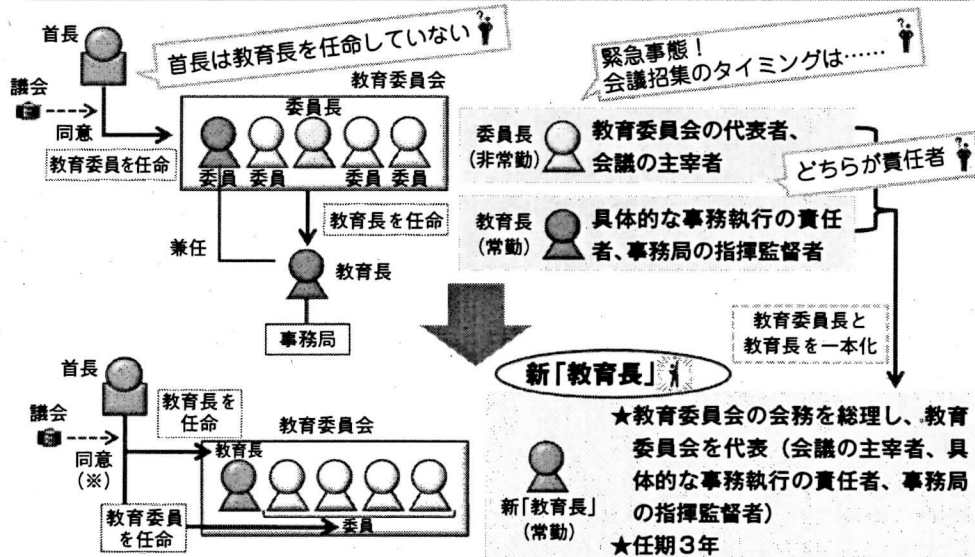 首長
首長は教育長を任命していない
議会
同意
教育委員を任命
教育委員会
委員長
委員
委員
委員
委員
教育長を任命
兼任
教育長
事務局
緊急事態！
会議招集のタイミングは……
委員長
（非常勤）
教育委員会の代表者、
会議の主宰者
どちらが責任者
教育長
（常勤）
具体的な事務執行の責任
者、事務局の指揮監督者
教育委員長と
教育長を一本化
首長
議会
同意
（※）
教育長を
任命
教育委員
を任命
教育委員会
教育長
委員
新「教育長」
新「教育長」
（常勤）
★教育委員会の会務を総理し、教育
委員会を代表（会議の主宰者、具
体的な事務執行の責任者、事務局
の指揮監督者）
★任期３年